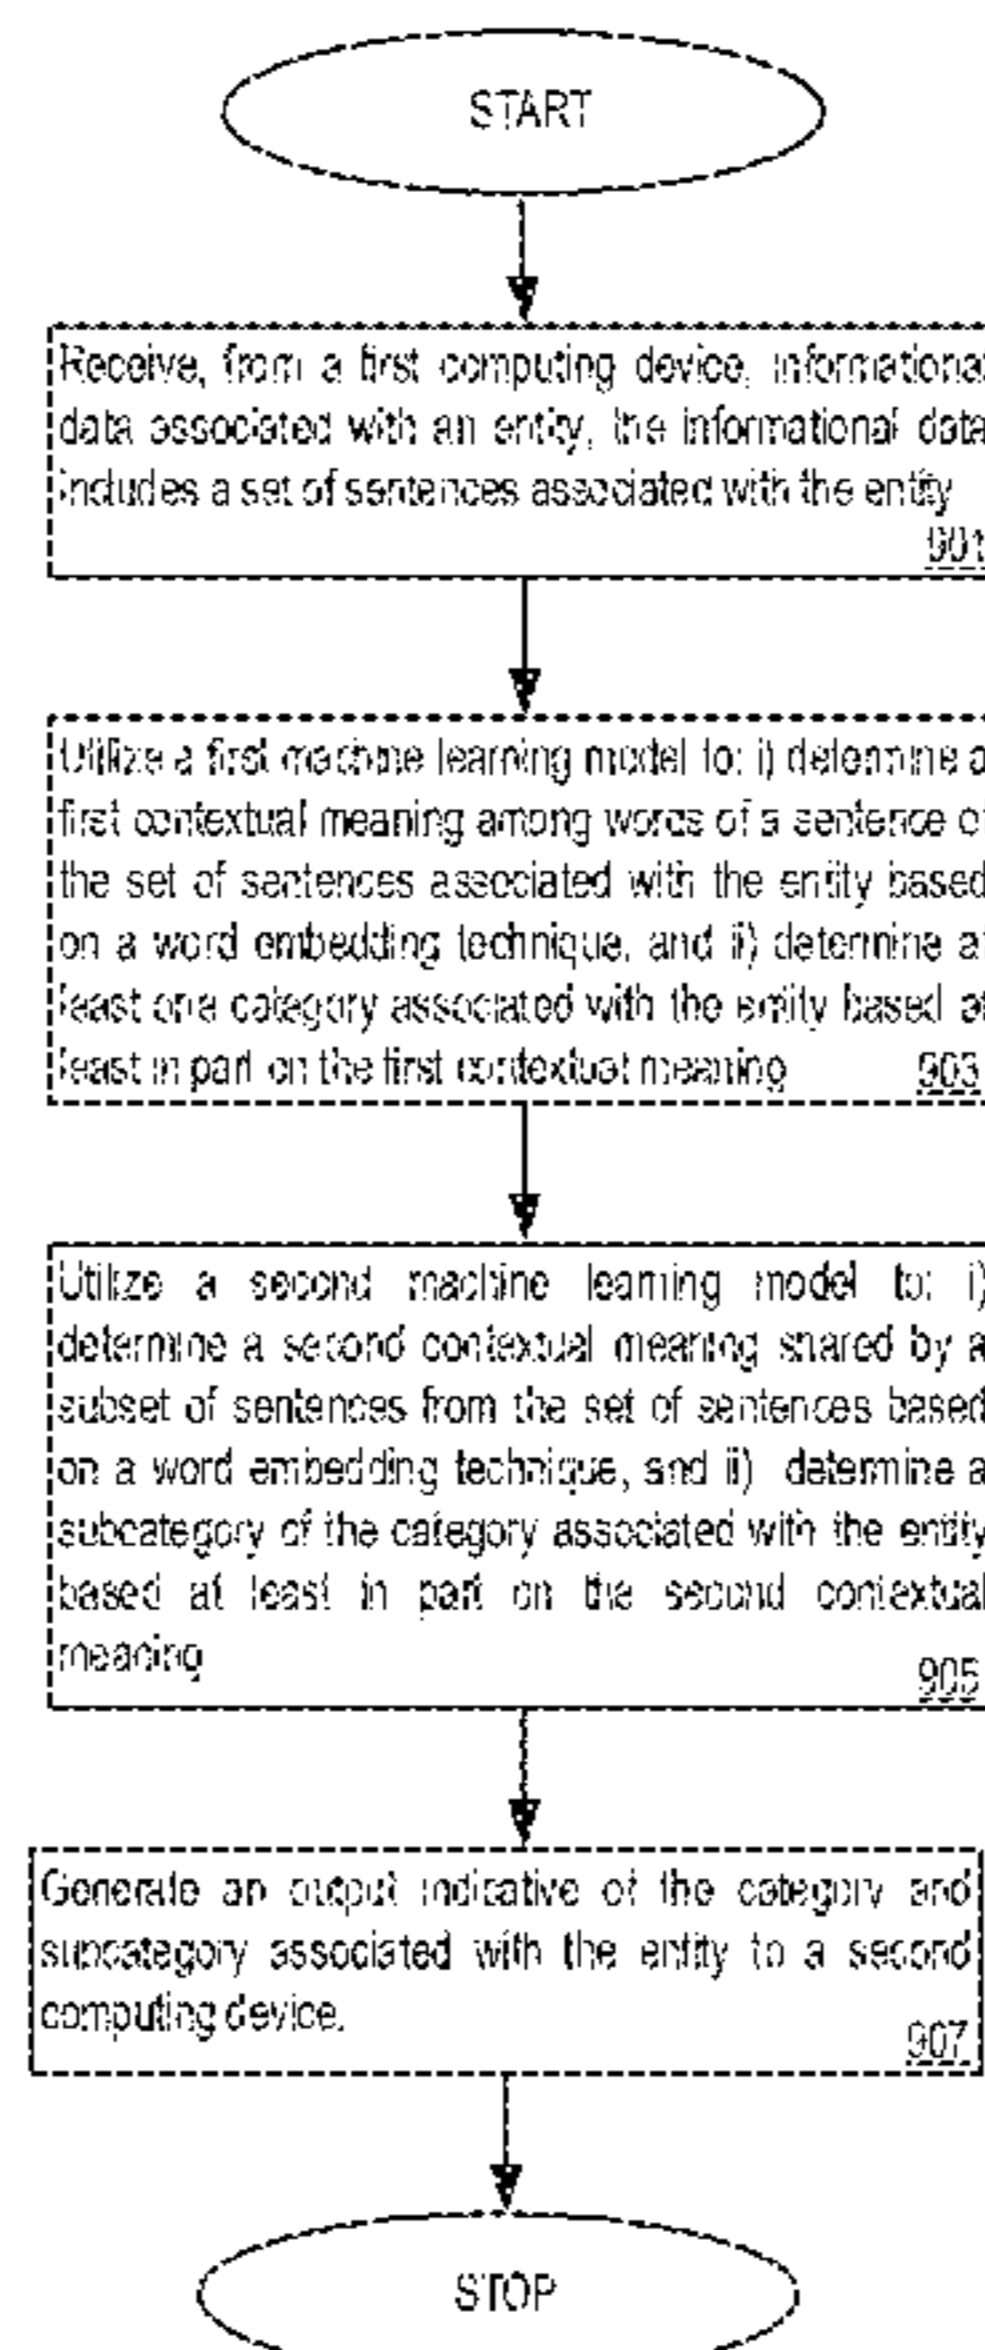 START
Receive, from a first computing device, informational
data associated with an entity, the informational data
includes a set of sentences associated with the entity
901
Utilize a first machine learning model to: i) determine a
first contextual meaning among words of a sentence of
the set of sentences associated with the entity based
on a word embedding technique, and ii) determine at
least one category associated with the entity based at
least in part on the first contextual meaning 903
Utilize a second machine learning model to: i)
determine a second contextual meaning shared by a
subset of sentences from the set of sentences based
on a word embedding technique, and ii) determine a
subcategory of the category associated with the entity
based at least in part on the second contextual
meaning
905
Generate an output indicative of the category and
subcategory associated with the entity to a second
computing device.
907
STOP